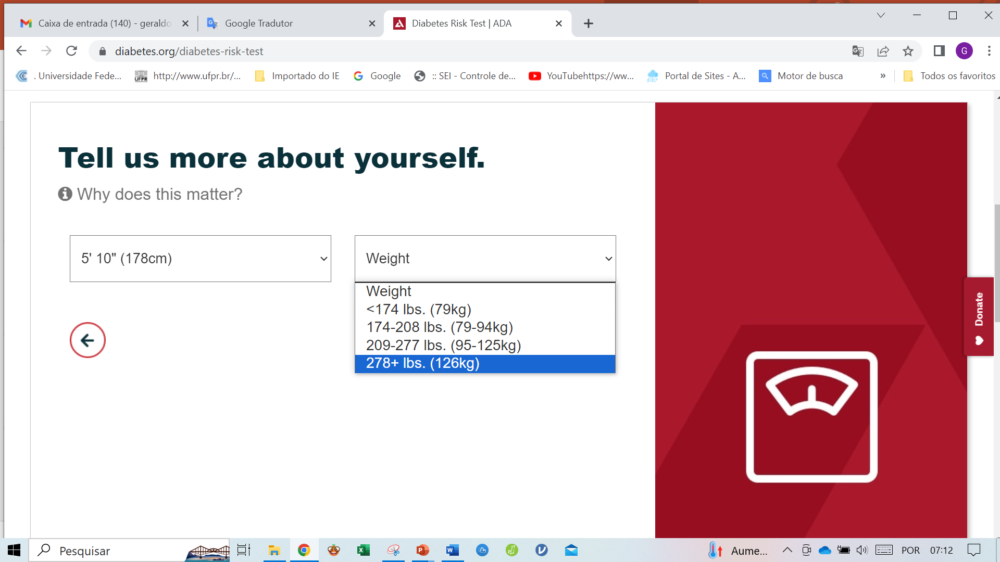 Caixa de entrada (140) - geraldo
Google Tradutor
Diabetes Risk Test | ADA
diabetes.org/diabetes-risk-test
G
. Universidade Fede...
UFPR
http://www.ufpr.br/...
Importado do IE
Google
:: SEI - Controle de...
YouTubehttps://ww...
Portal de Sites - A...
Motor de busca
»
Todos os favoritos
Tell us more about yourself.
Why does this matter?
5' 10" (178cm)
Weight
Weight
<174 lbs. (79kg)
174-208 lbs. (79-94kg)
209-277 lbs. (95-125kg)
278+ lbs. (126kg)
Donate
Pesquisar
Aume...
POR
07:12